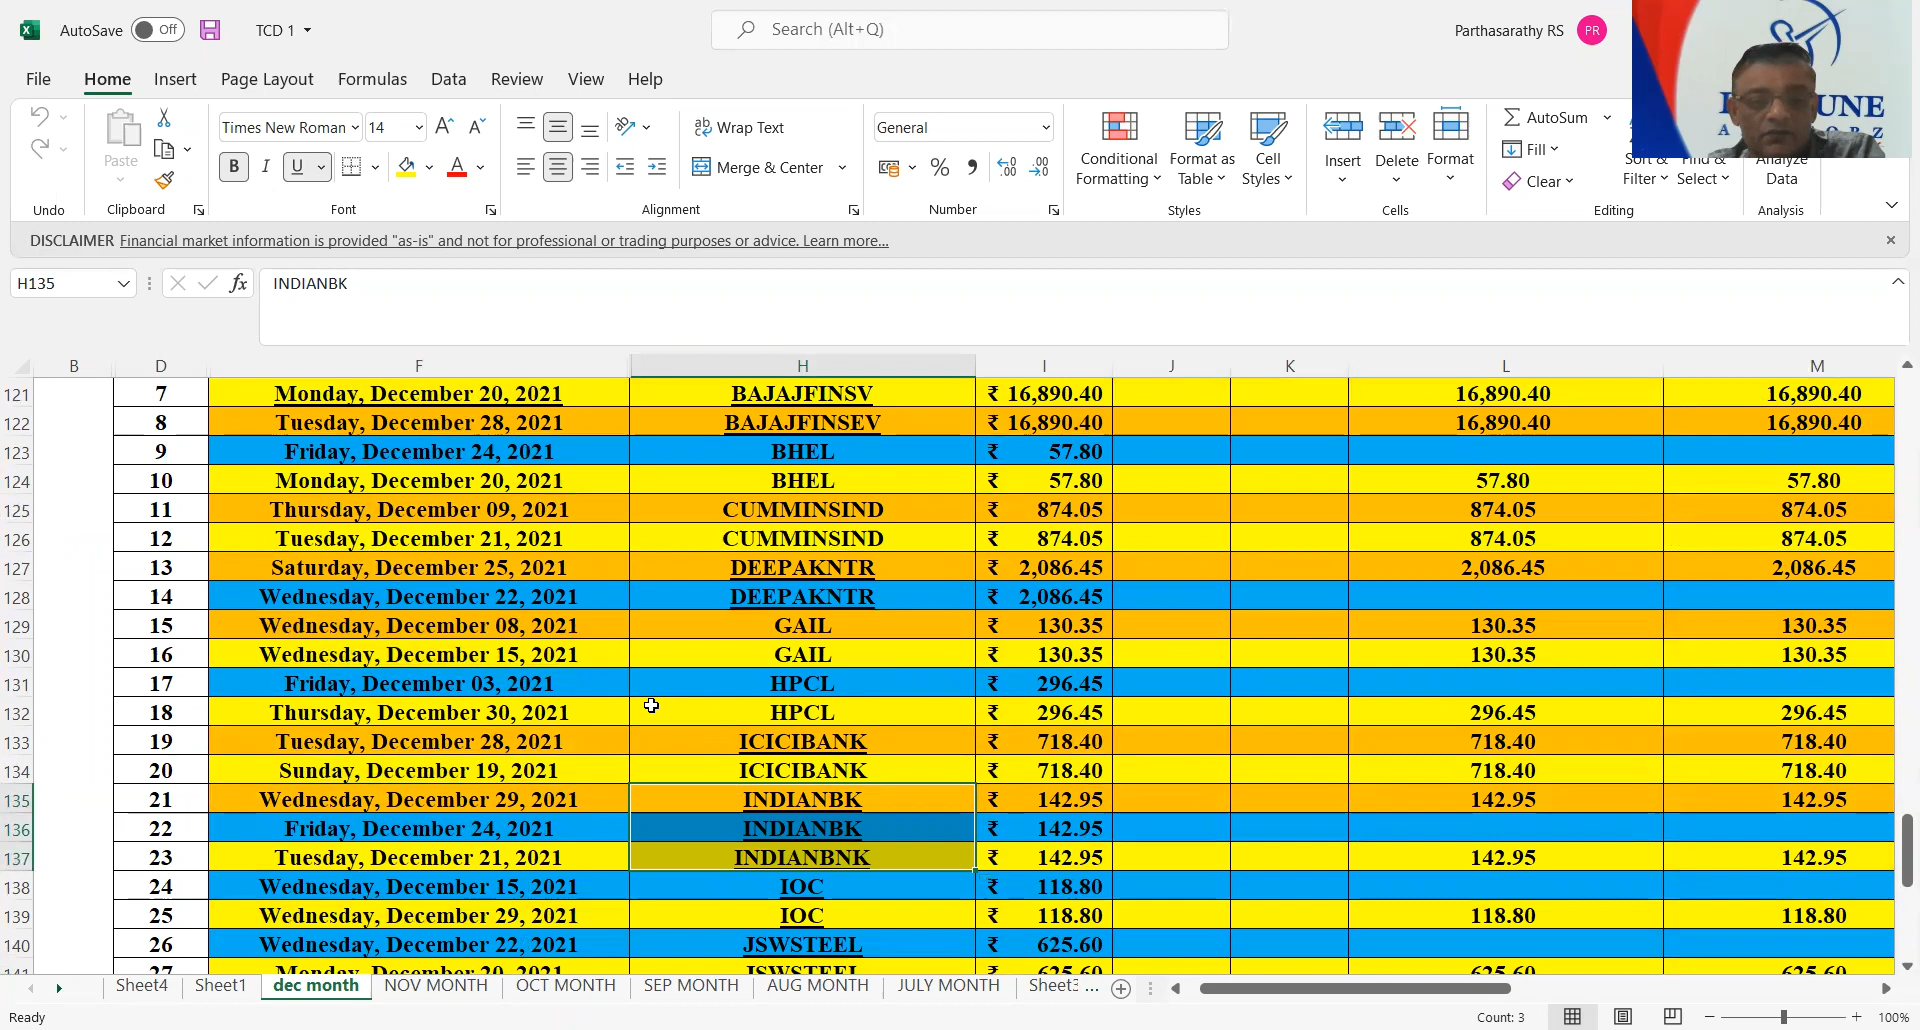 AutoSave Off TCD 1 Search (Alt+Q) Parthasarathy RS PR
File Home Insert Page Layout Formulas Data Review View Help
Times New Roman 14 Wrap Text General AutoSum
Paste B I U Merge & Center Conditional Formatting Format as Table Cell Styles Insert Delete Format Fill Clear Sort & Filter Find & Select Analyze Data
Undo Clipboard Font Alignment Number Styles Cells Editing Analysis
DISCLAIMER Financial market information is provided "as-is" and not for professional or trading purposes or advice. Learn more...
H135 fx INDIANBK
B D F H I J K L M
121 7 Monday, December 20, 2021 BAJAJFINSV ₹ 16,890.40 16,890.40 16,890.40
122 8 Tuesday, December 28, 2021 BAJAJFINSEV ₹ 16,890.40 16,890.40 16,890.40
123 9 Friday, December 24, 2021 BHEL ₹ 57.80
124 10 Monday, December 20, 2021 BHEL ₹ 57.80 57.80 57.80
125 11 Thursday, December 09, 2021 CUMMINSIND ₹ 874.05 874.05 874.05
126 12 Tuesday, December 21, 2021 CUMMINSIND ₹ 874.05 874.05 874.05
127 13 Saturday, December 25, 2021 DEEPAKNTR ₹ 2,086.45 2,086.45 2,086.45
128 14 Wednesday, December 22, 2021 DEEPAKNTR ₹ 2,086.45
129 15 Wednesday, December 08, 2021 GAIL ₹ 130.35 130.35 130.35
130 16 Wednesday, December 15, 2021 GAIL ₹ 130.35 130.35 130.35
131 17 Friday, December 03, 2021 HPCL ₹ 296.45
132 18 Thursday, December 30, 2021 HPCL ₹ 296.45 296.45 296.45
133 19 Tuesday, December 28, 2021 ICICIBANK ₹ 718.40 718.40 718.40
134 20 Sunday, December 19, 2021 ICICIBANK ₹ 718.40 718.40 718.40
135 21 Wednesday, December 29, 2021 INDIANBK ₹ 142.95 142.95 142.95
136 22 Friday, December 24, 2021 INDIANBK ₹ 142.95
137 23 Tuesday, December 21, 2021 INDIANBNK ₹ 142.95 142.95 142.95
138 24 Wednesday, December 15, 2021 IOC ₹ 118.80
139 25 Wednesday, December 29, 2021 IOC ₹ 118.80 118.80 118.80
140 26 Wednesday, December 22, 2021 JSWSTEEL ₹ 625.60
141 27 Monday, December 20, 2021 JSWSTEEL ₹ 625.60 625.60 625.60
Sheet4 Sheet1 dec month NOV MONTH OCT MONTH SEP MONTH AUG MONTH JULY MONTH Sheet3 ...
Ready Count: 3 100%